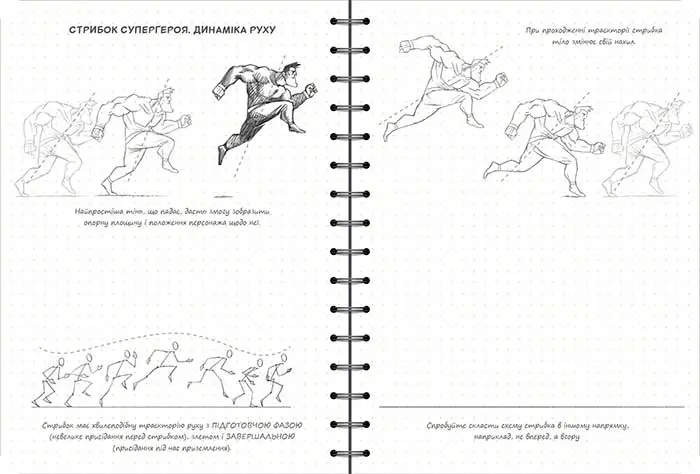 СТРИБОК СУПЕРГЕРОЯ. ДИНАМІКА РУХУ
Найпростіша тінь, що падає, дасть змогу зобразити
опорну площину і положення персонажа щодо неї.
Стрибок має хвилеподібну траєкторію руху з ПІДГОТОВЧОЮ ФАЗОЮ
(невелике присідання перед стрибком), злетом і ЗАВЕРШАЛЬНОЮ
(присідання під час приземлення).
При проходженні траєкторії стрибка
тіло змінює свій нахил.
Спробуйте скласти схему стрибка в іншому напрямку,
наприклад, не вперед, а вгору